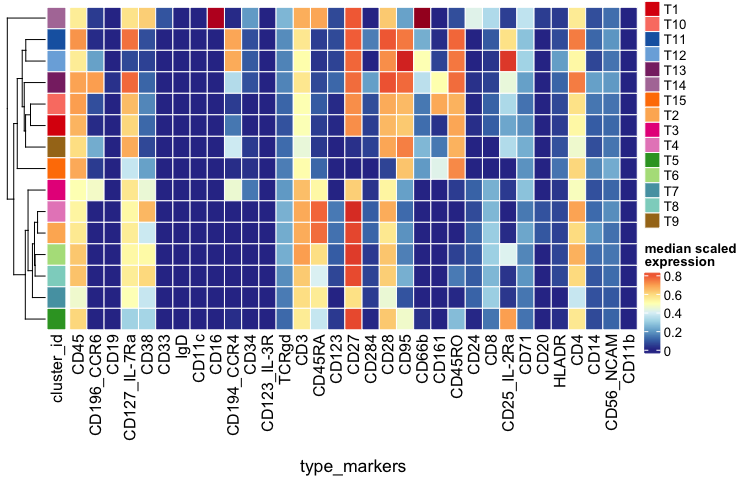 T1
T10
T11
T12
T13
T14
T15
T2
T3
T4
T5
T6
T7
T8
T9
median scaled
expression
0.8
0.6
0.4
0.2
0
cluster_id
CD45
CD196_CCR6
CD19
CD127_IL-7Ra
CD38
CD33
IgD
CD11c
CD16
CD194_CCR4
CD34
CD123_IL-3R
TCRgd
CD3
CD45RA
CD123
CD27
CD284
CD28
CD95
CD66b
CD161
CD45RO
CD24
CD8
CD25_IL-2Ra
CD71
CD20
HLADR
CD4
CD14
CD56_NCAM
CD11b
type_markers